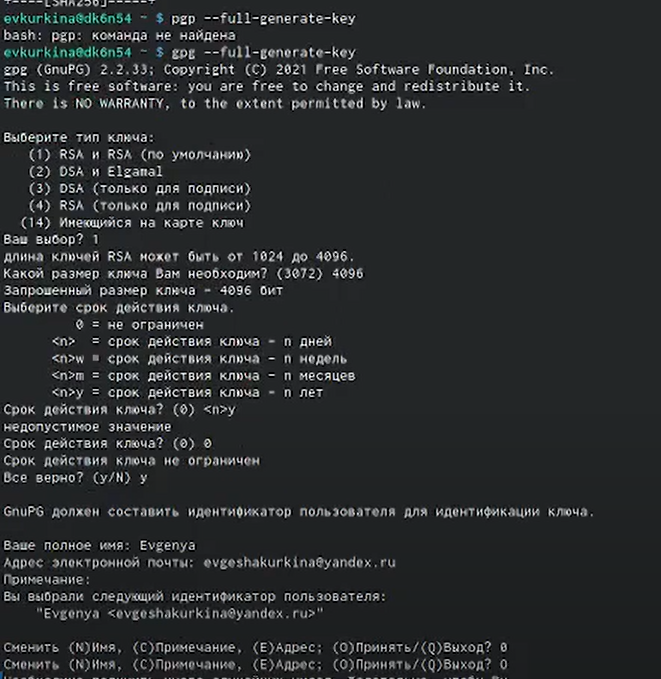 +----[SHA256]-----+
evkurkina@dk6n54 ~ $ pgp --full-generate-key
bash: pgp: команда не найдена
evkurkina@dk6n54 ~ $ gpg --full-generate-key
gpg (GnuPG) 2.2.33; Copyright (C) 2021 Free Software Foundation, Inc.
This is free software: you are free to change and redistribute it.
There is NO WARRANTY, to the extent permitted by law.
Выберите тип ключа:
(1) RSA и RSA (по умолчанию)
(2) DSA и Elgamal
(3) DSA (только для подписи)
(4) RSA (только для подписи)
(14) Имеющийся на карте ключ
Ваш выбор? 1
длина ключей RSA может быть от 1024 до 4096.
Какой размер ключа Вам необходим? (3072) 4096
Запрошенный размер ключа - 4096 бит
Выберите срок действия ключа.
0 = не ограничен
<n> = срок действия ключа - n дней
<n>w = срок действия ключа - n недель
<n>m = срок действия ключа - n месяцев
<n>y = срок действия ключа - n лет
Срок действия ключа? (0) <n>y
недопустимое значение
Срок действия ключа? (0) 0
Срок действия ключа не ограничен
Все верно? (y/N) y
GnuPG должен составить идентификатор пользователя для идентификации ключа.
Ваше полное имя: Evgenya
Адрес электронной почты: evgeshakurkina@yandex.ru
Примечание:
Вы выбрали следующий идентификатор пользователя:
"Evgenya <evgeshakurkina@yandex.ru>"
Сменить (N)Имя, (C)Примечание, (E)Адрес; (O)Принять/(Q)Выход? 0
Сменить (N)Имя, (C)Примечание, (E)Адрес; (O)Принять/(Q)Выход? O